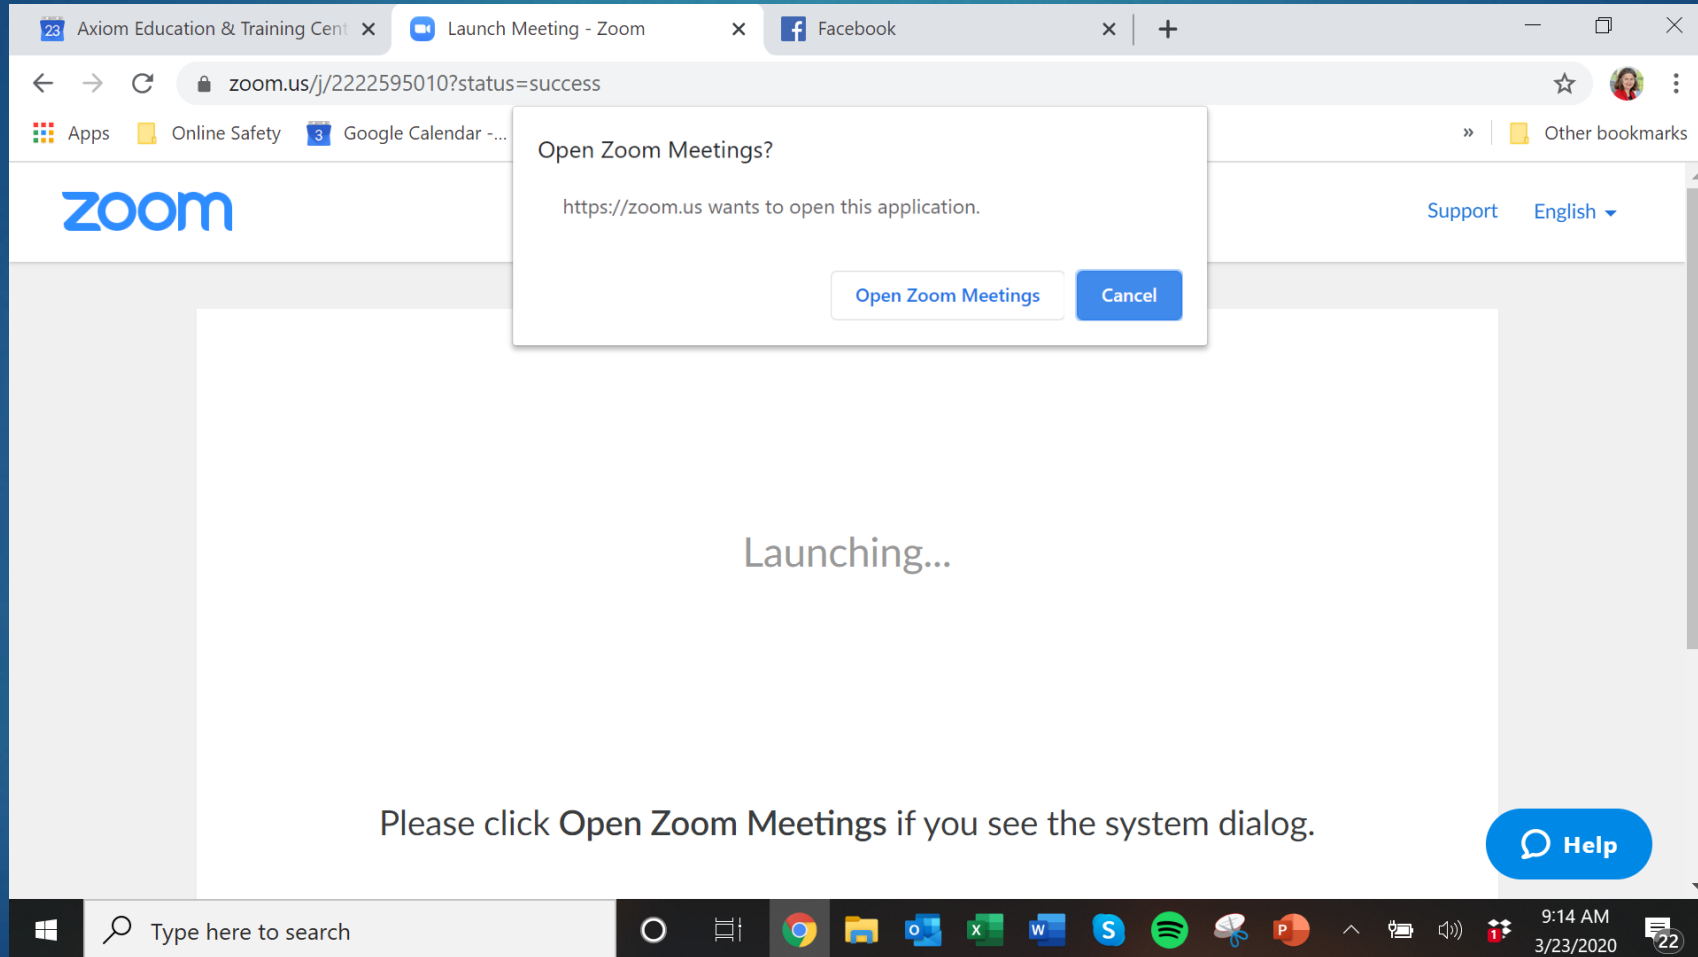 23 Axiom Education & Training Cent
Launch Meeting - Zoom
Facebook
zoom.us/j/2222595010?status=success
Apps
Online Safety
3 Google Calendar -...
»
Other bookmarks
Open Zoom Meetings?
https://zoom.us wants to open this application.
Open Zoom Meetings
Cancel
zoom
Support
English
Launching...
Please click Open Zoom Meetings if you see the system dialog.
Help
Type here to search
9:14 AM
3/23/2020
1
22